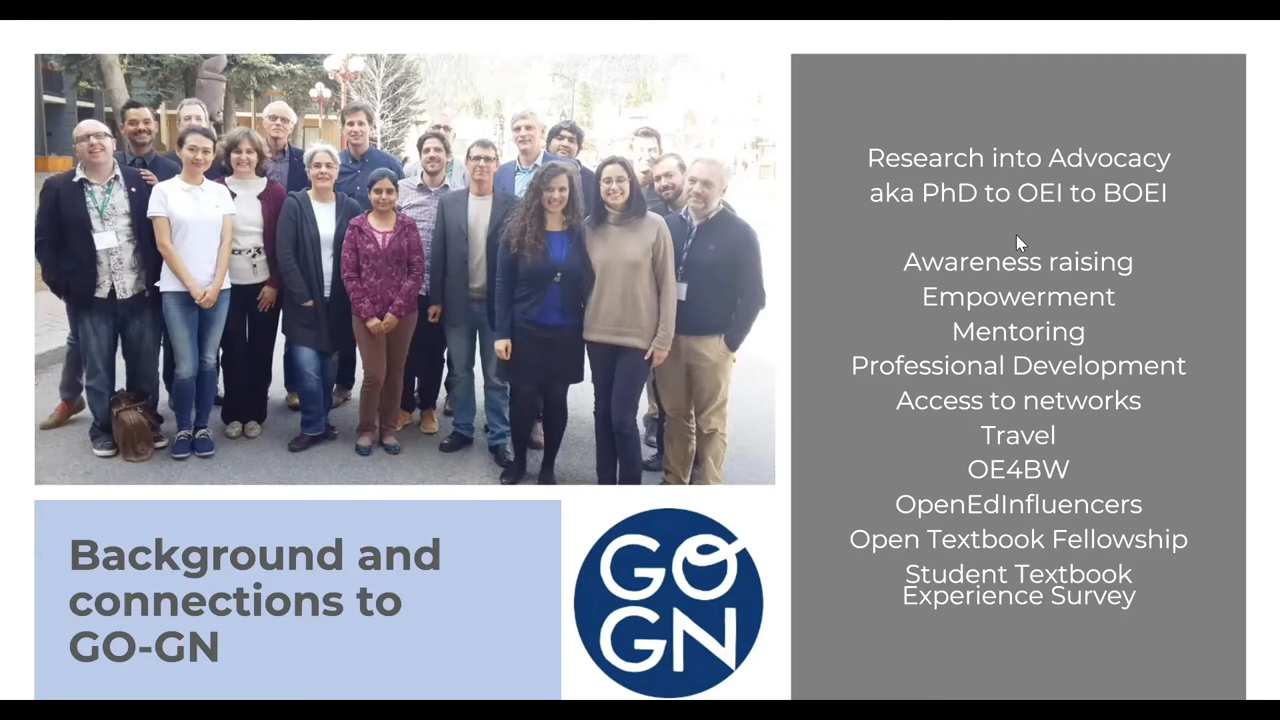 Research into Advocacy
aka PhD to OEI to BOEI
Awareness raising
Empowerment
Mentoring
Professional Development
Access to networks
Travel
OE4BW
OpenEdInfluencers
Open Textbook Fellowship
Student Textbook
Experience Survey
Background and
connections to
GO-GN
GO
GN